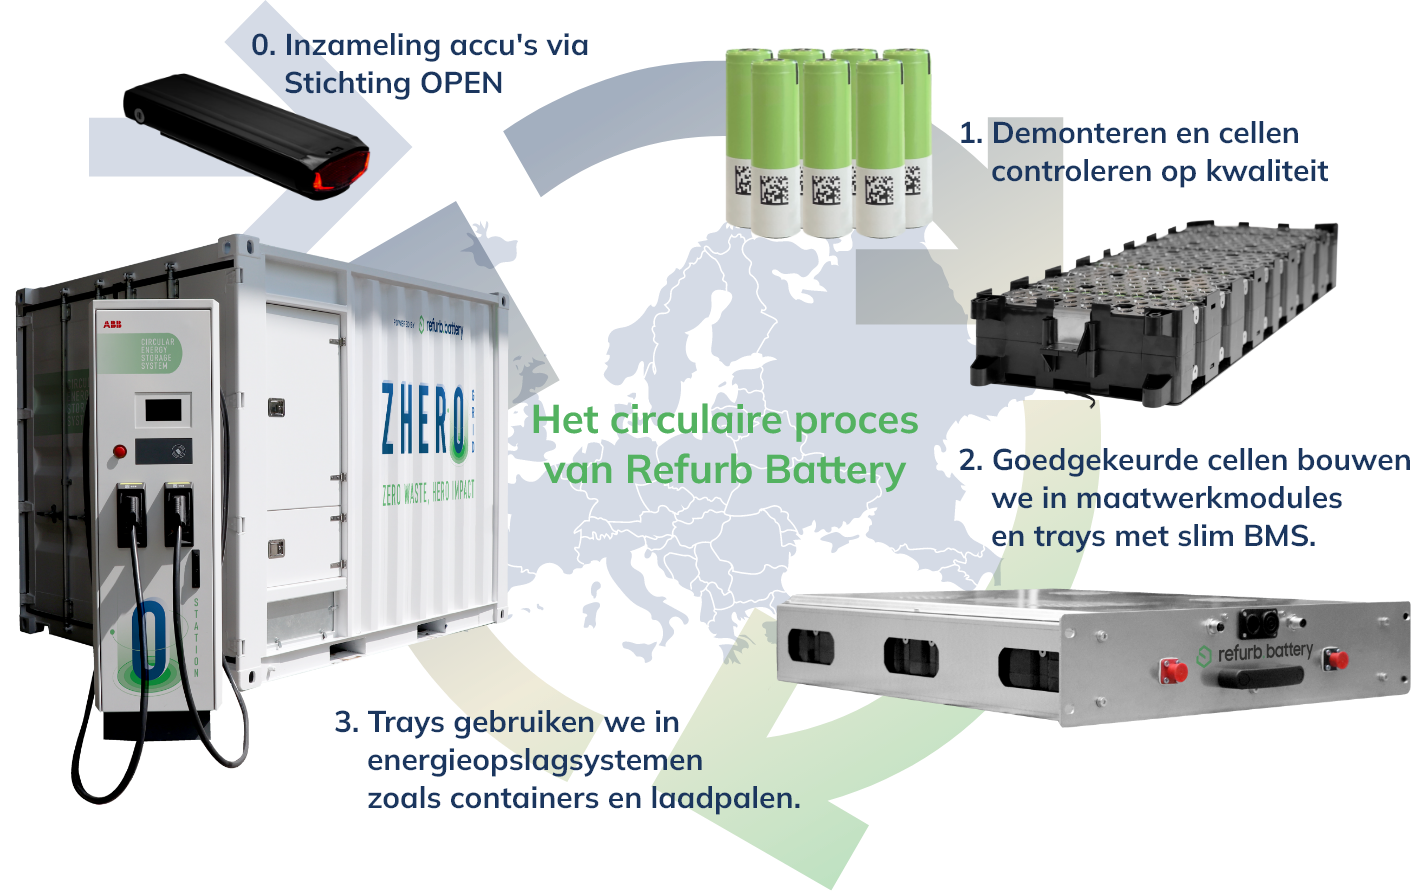 0. Inzameling accu's via
Stichting OPEN
1. Demonteren en cellen
controleren op kwaliteit
Het circulaire proces
van Refurb Battery
2. Goedgekeurde cellen bouwen
we in maatwerkmodules
en trays met slim BMS.
3. Trays gebruiken we in
energieopslagsystemen
zoals containers en laadpalen.
POWERED BY refurb battery
ZHERO
GRID
ZERO WASTE, HERO IMPACT
ABB
CIRCULAR
ENERGY
STORAGE
SYSTEM
0
STATION
refurb battery